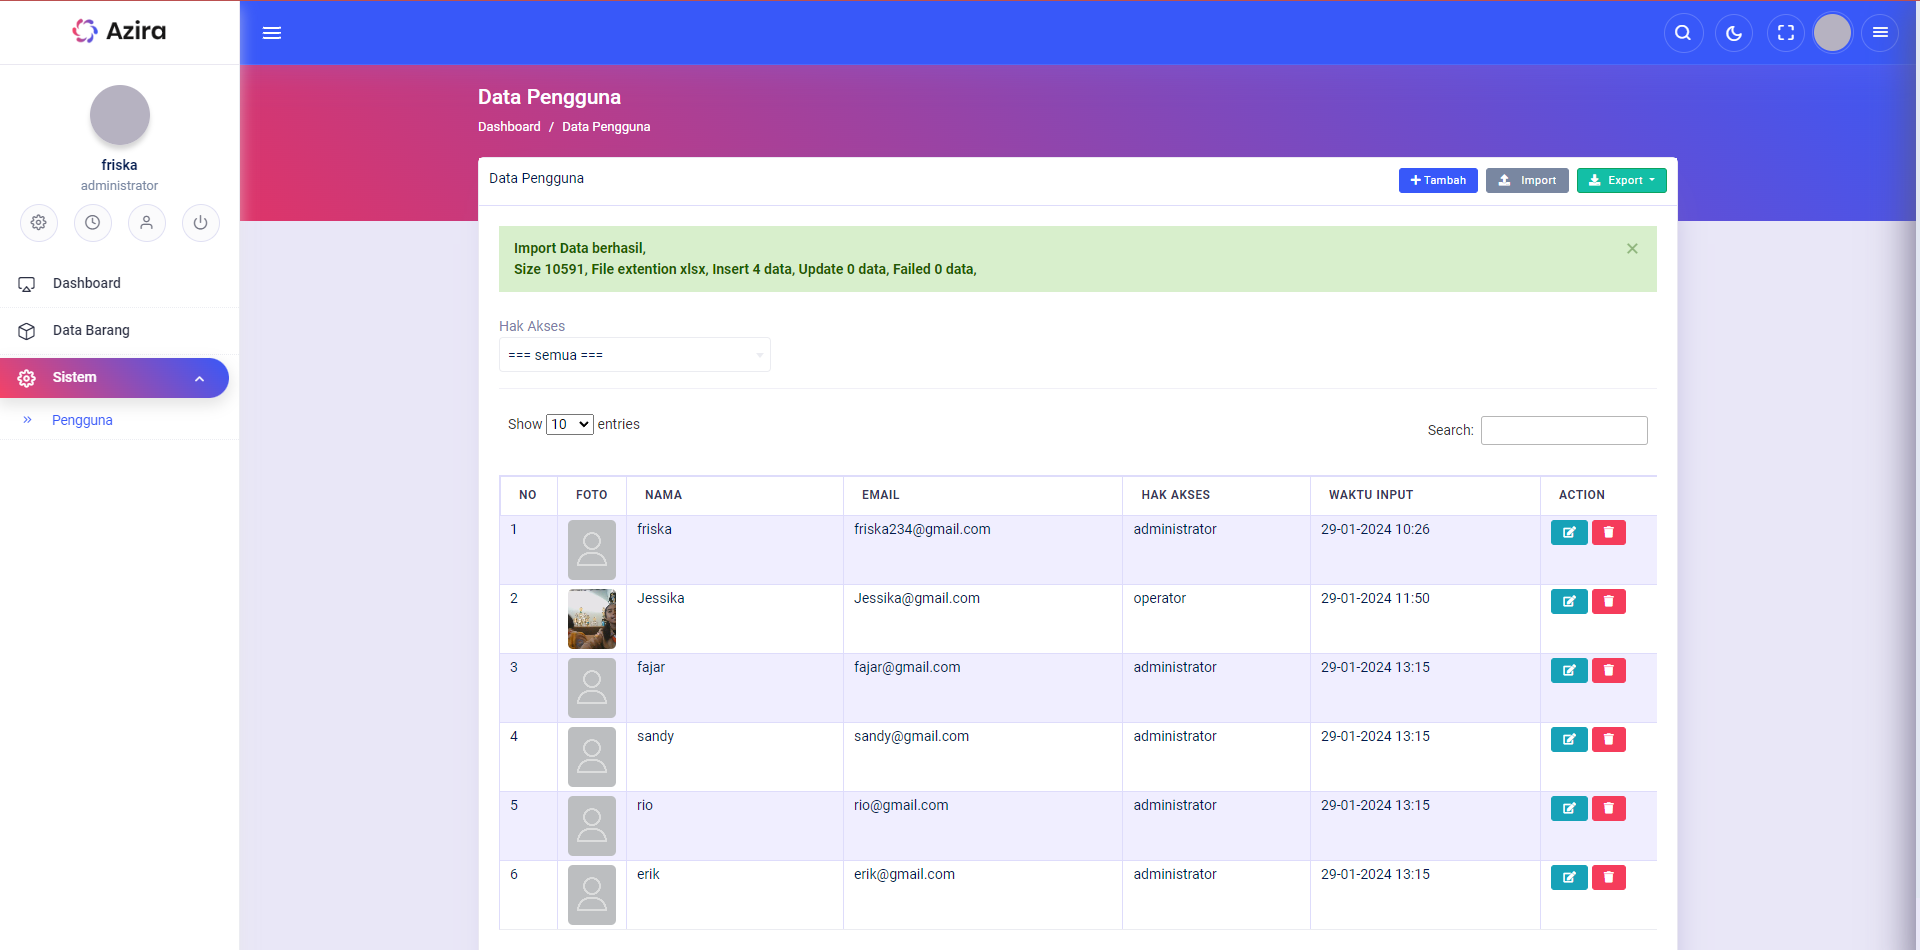 Azira
friska
administrator
Dashboard
Data Barang
Sistem
Pengguna
Data Pengguna
Dashboard / Data Pengguna
Data Pengguna
Tambah
Import
Export
Import Data berhasil,
Size 10591, File extention xlsx, Insert 4 data, Update 0 data, Failed 0 data,
Hak Akses
=== semua ===
Show 10 entries
Search:
NO FOTO NAMA EMAIL HAK AKSES WAKTU INPUT ACTION
1 friska friska234@gmail.com administrator 29-01-2024 10:26
2 Jessika Jessika@gmail.com operator 29-01-2024 11:50
3 fajar fajar@gmail.com administrator 29-01-2024 13:15
4 sandy sandy@gmail.com administrator 29-01-2024 13:15
5 rio rio@gmail.com administrator 29-01-2024 13:15
6 erik erik@gmail.com administrator 29-01-2024 13:15